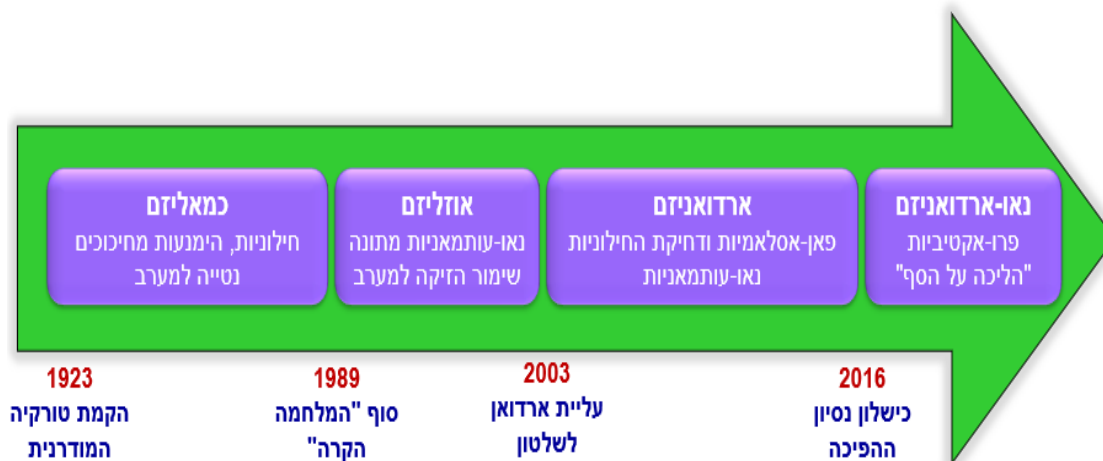 כמאליזם
חילוניות, הימנעות מחיכוכים
נטייה למערב
אוזליזם
נאו-עותמאניות מתונה
שימור הזיקה למערב
ארדואניזם
פאן-אסלאמיות ודחיקת החילוניות
נאו-עותמאניות
נאו-ארדואניזם
פרו-אקטיביות
"הליכה על הסף"
1923
הקמת טורקיה
המודרנית
1989
סוף "המלחמה
הקרה"
2003
עליית ארדואן
לשלטון
2016
כישלון נסיון
ההפיכה